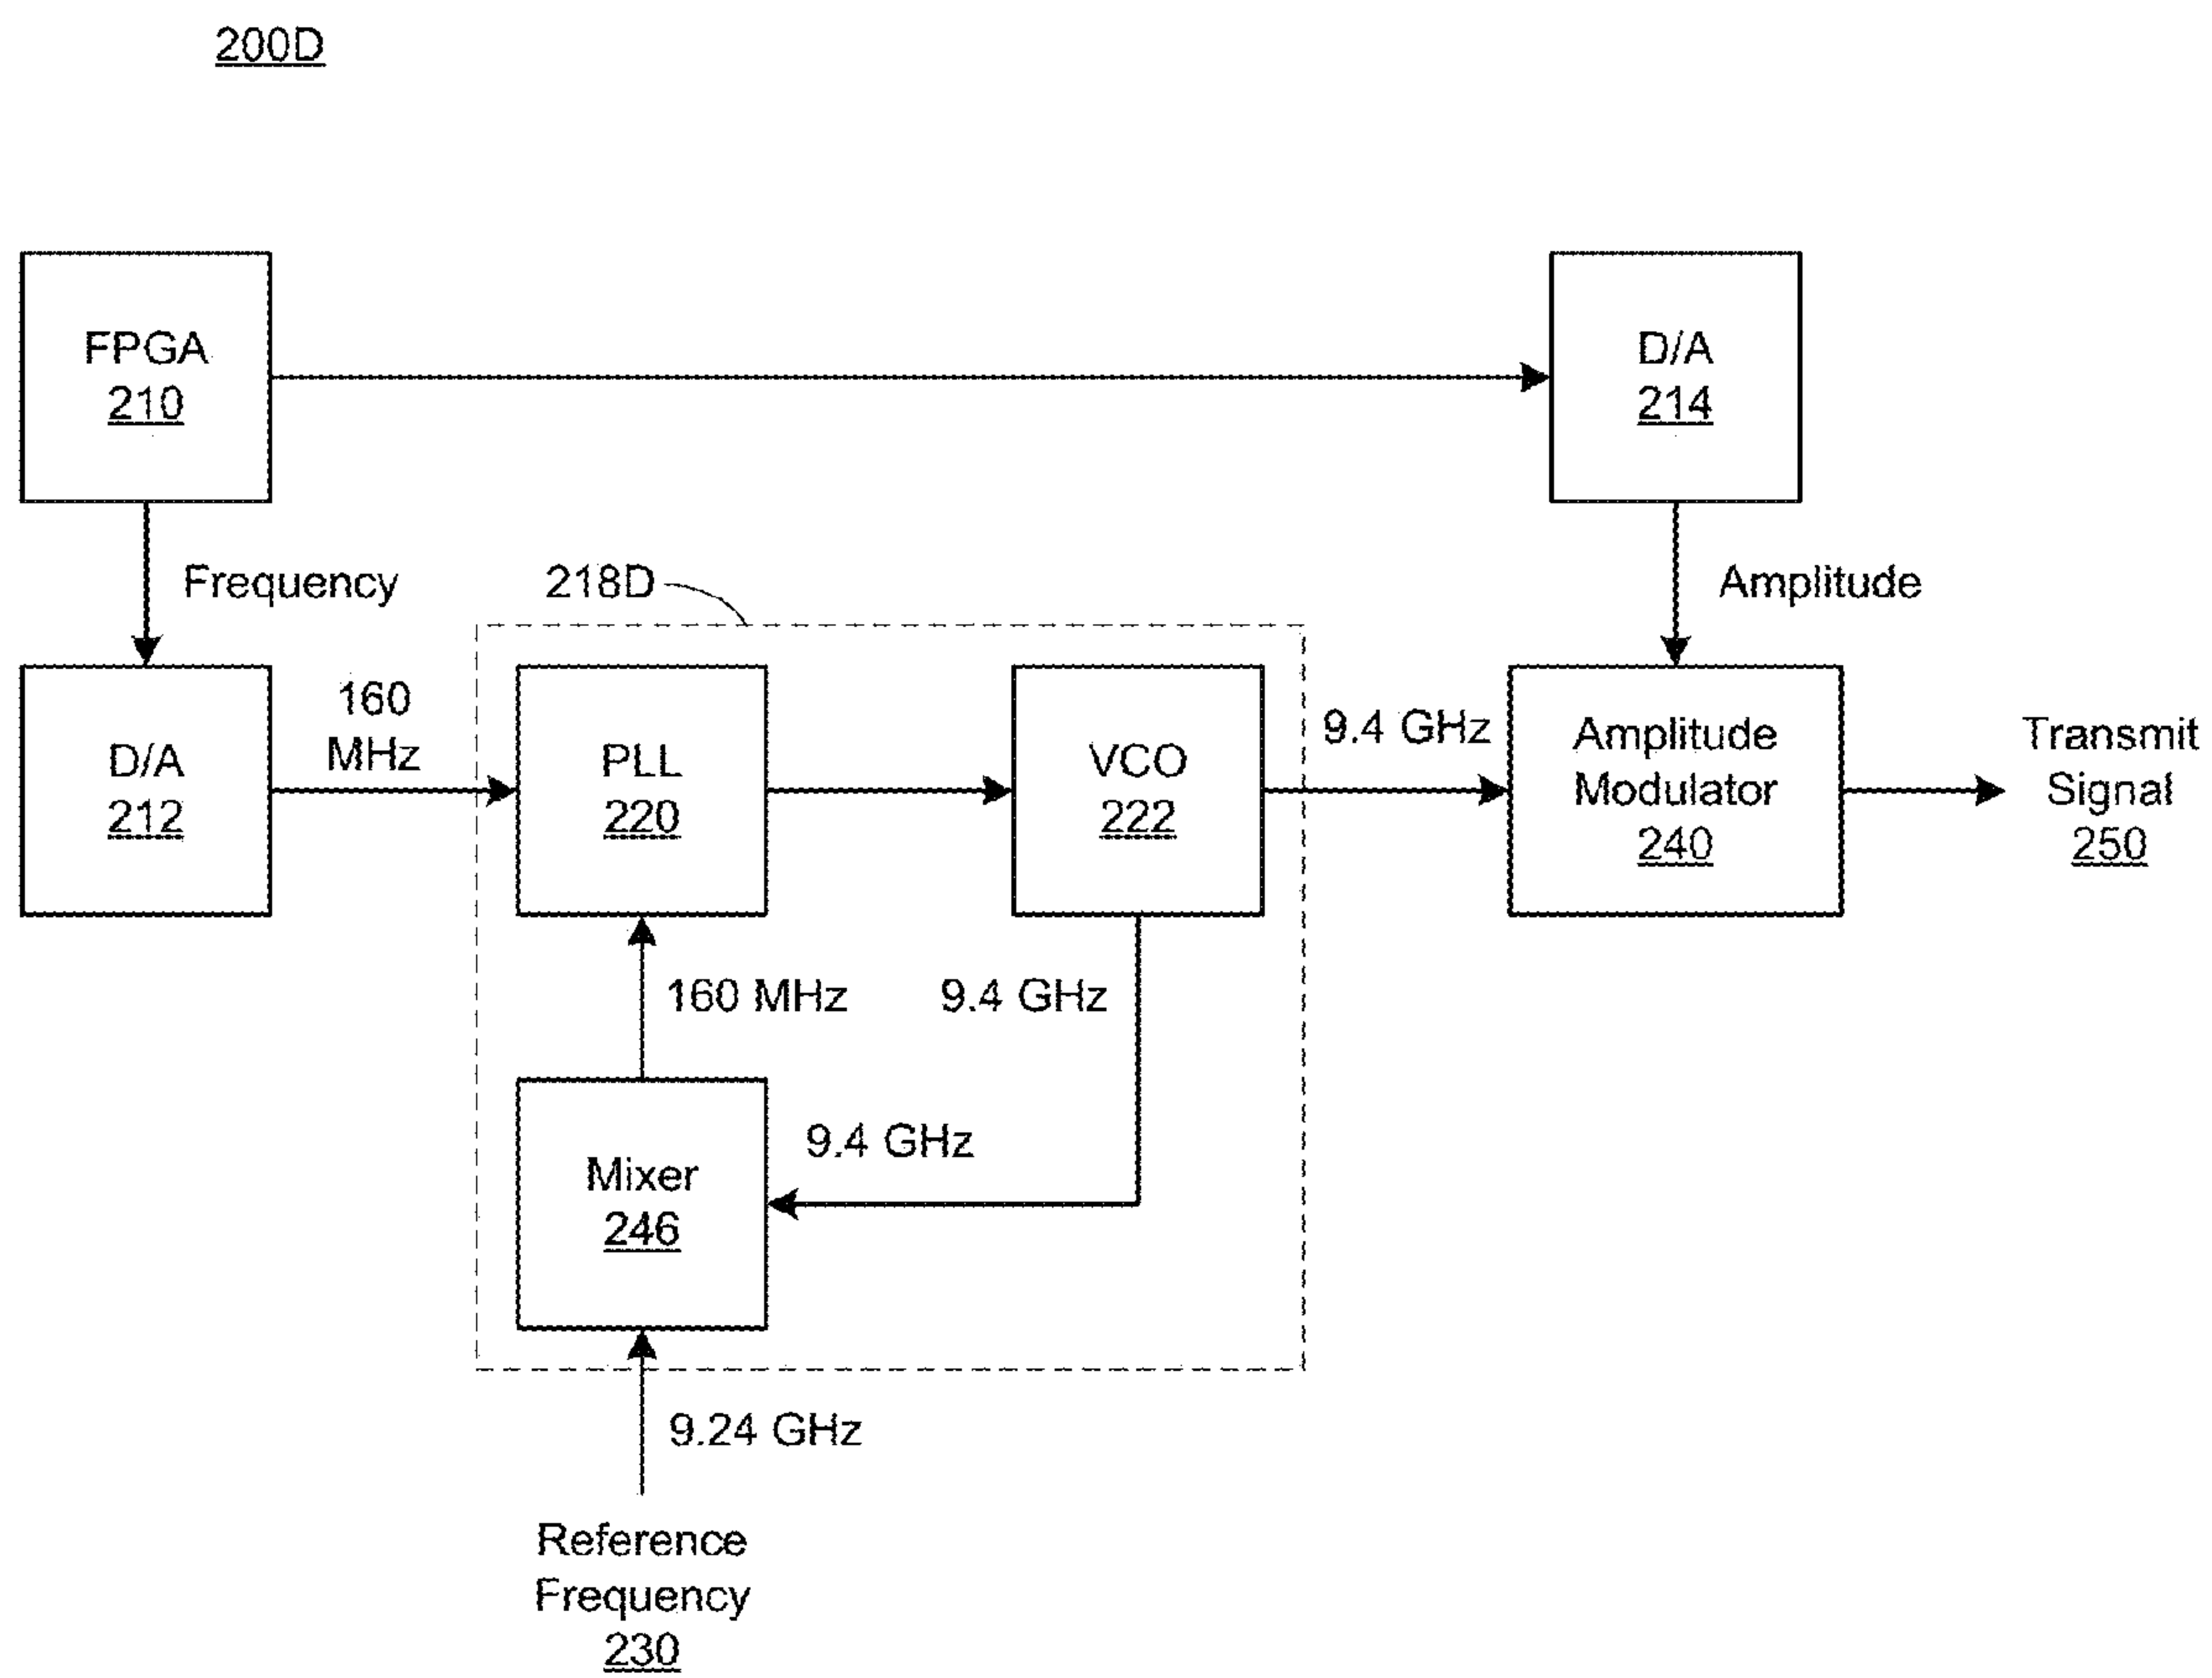 200D
FPGA
210
D/A
214
Frequency
218D
Amplitude
D/A
212
160
MHz
PLL
220
VCO
222
9.4 GHz
Amplitude
Modulator
240
Transmit
Signal
250
160 MHz
9.4 GHz
Mixer
246
9.4 GHz
9.24 GHz
Reference
Frequency
230